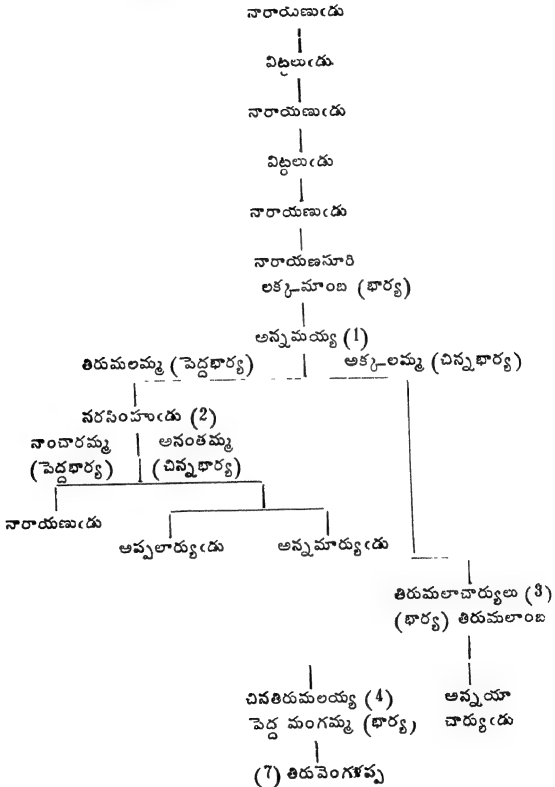 నారాయణుఁడు
విట్ఠలుఁడు
నారాయణుఁడు
విట్ఠలుఁడు
నారాయణుఁడు
నారాయణసూరి
లక్కమాంబ (భార్య)
అన్నమయ్య (1)
తిరుమలమ్మ (పెద్దభార్య) అక్కలమ్మ (చిన్నభార్య)
నరసింహుఁడు (2)
నాంచారమ్మ అనంతమ్మ
(పెద్దభార్య) (చిన్నభార్య)
నారాయణుఁడు
అప్పలార్యుఁడు అన్నమార్యుఁడు
తిరుమలాచార్యులు (3)
(భార్య) తిరుమలాంబ
చినతిరుమలయ్య (4) అన్నయా
పెద్ద మంగమ్మ (భార్య) చార్యుఁడు
(7) తిరువెంగళప్ప